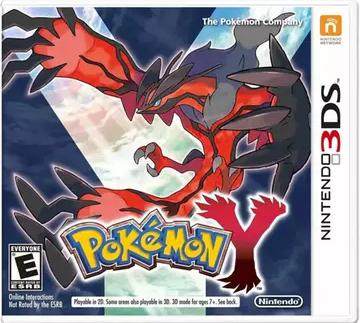 The Pokémon Company
NINTENDO
NETWORK
NINTENDO 3DS
POKéMON Y
EVERYONE
E
ESRB
Online Interactions
Not Rated by the ESRB
Playable in 2D. Some areas also playable in 3D. 3D mode for ages 7+. See back.
Nintendo